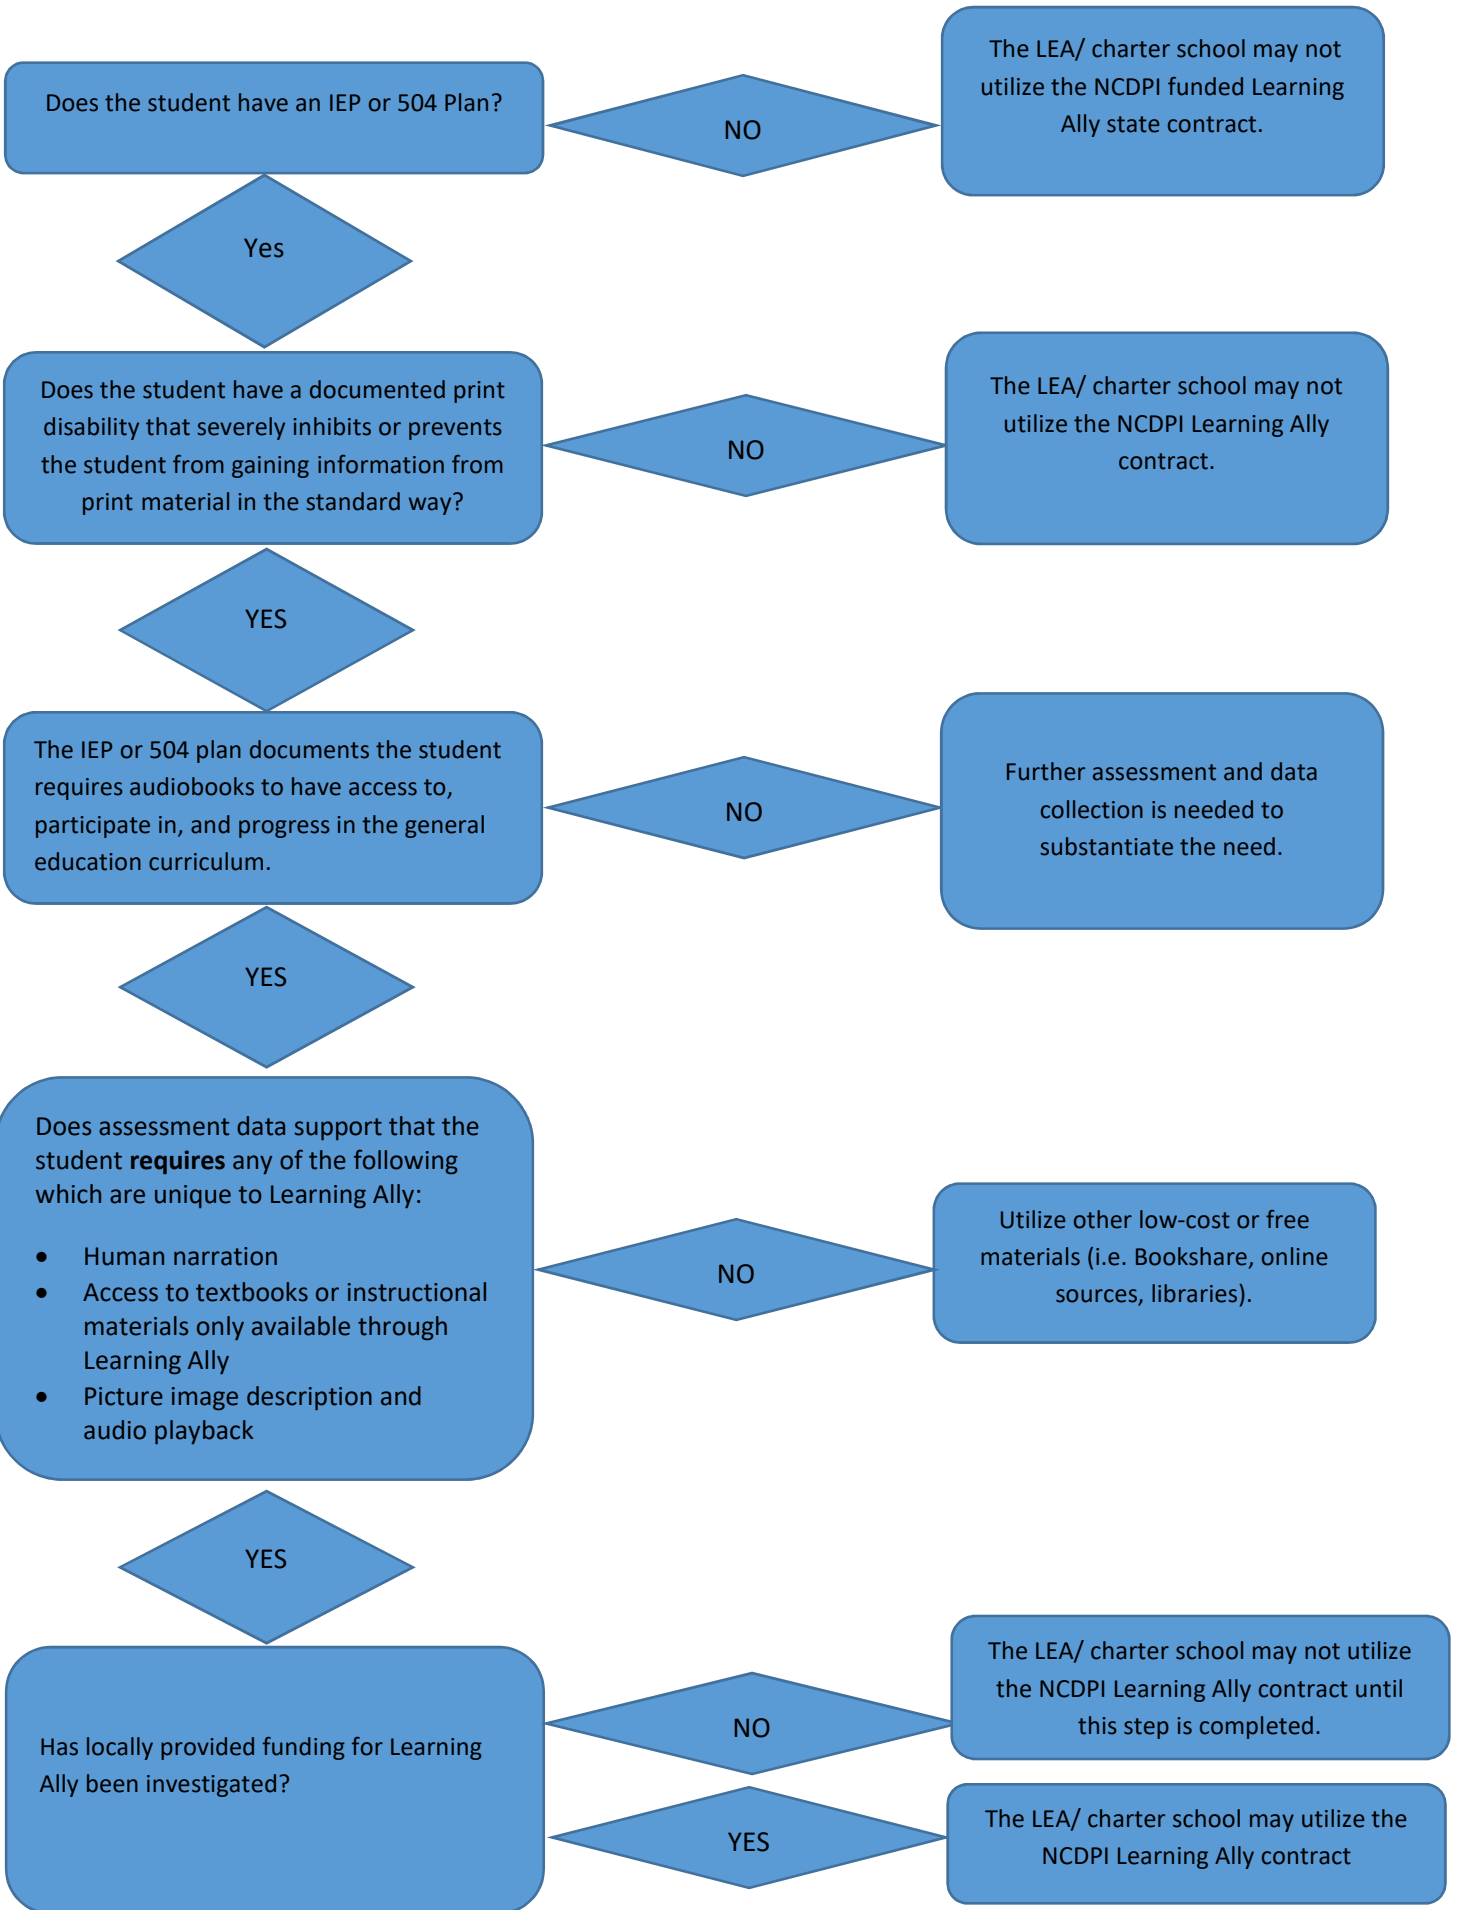 Does the student have an IEP or 504 Plan?
NO
The LEA/ charter school may not
utilize the NCDPI funded Learning
Ally state contract.
Yes
Does the student have a documented print
disability that severely inhibits or prevents
the student from gaining information from
print material in the standard way?
NO
The LEA/ charter school may not
utilize the NCDPI Learning Ally
contract.
YES
The IEP or 504 plan documents the student
requires audiobooks to have access to,
participate in, and progress in the general
education curriculum.
NO
Further assessment and data
collection is needed to
substantiate the need.
YES
Does assessment data support that the
student requires any of the following
which are unique to Learning Ally:
• Human narration
• Access to textbooks or instructional
materials only available through
Learning Ally
• Picture image description and
audio playback
NO
Utilize other low-cost or free
materials (i.e. Bookshare, online
sources, libraries).
YES
Has locally provided funding for Learning
Ally been investigated?
NO
The LEA/ charter school may not utilize
the NCDPI Learning Ally contract until
this step is completed.
YES
The LEA/ charter school may utilize the
NCDPI Learning Ally contract